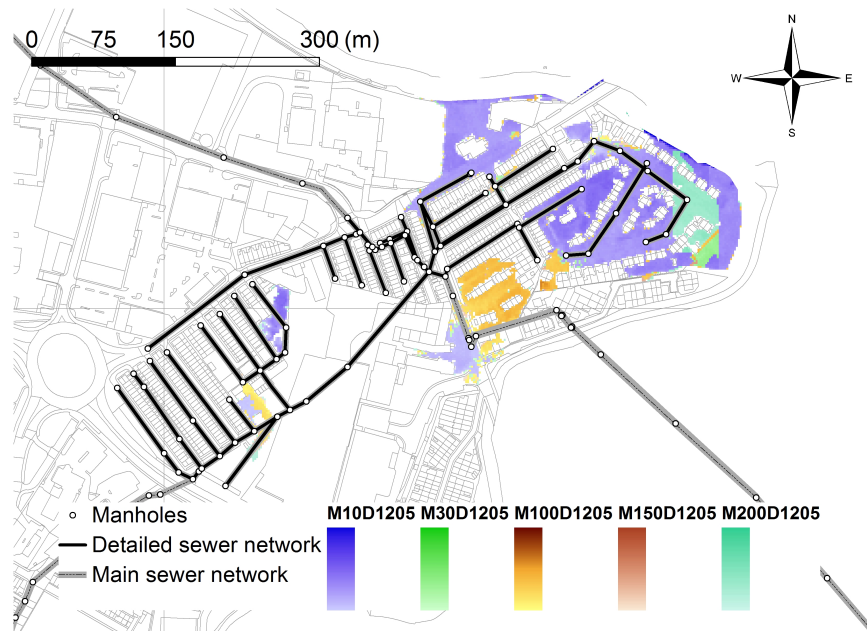 0 75 150 300 (m)
N
W E
S
M10D1205 M30D1205 M100D1205 M150D1205 M200D1205
Manholes
Detailed sewer network
Main sewer network